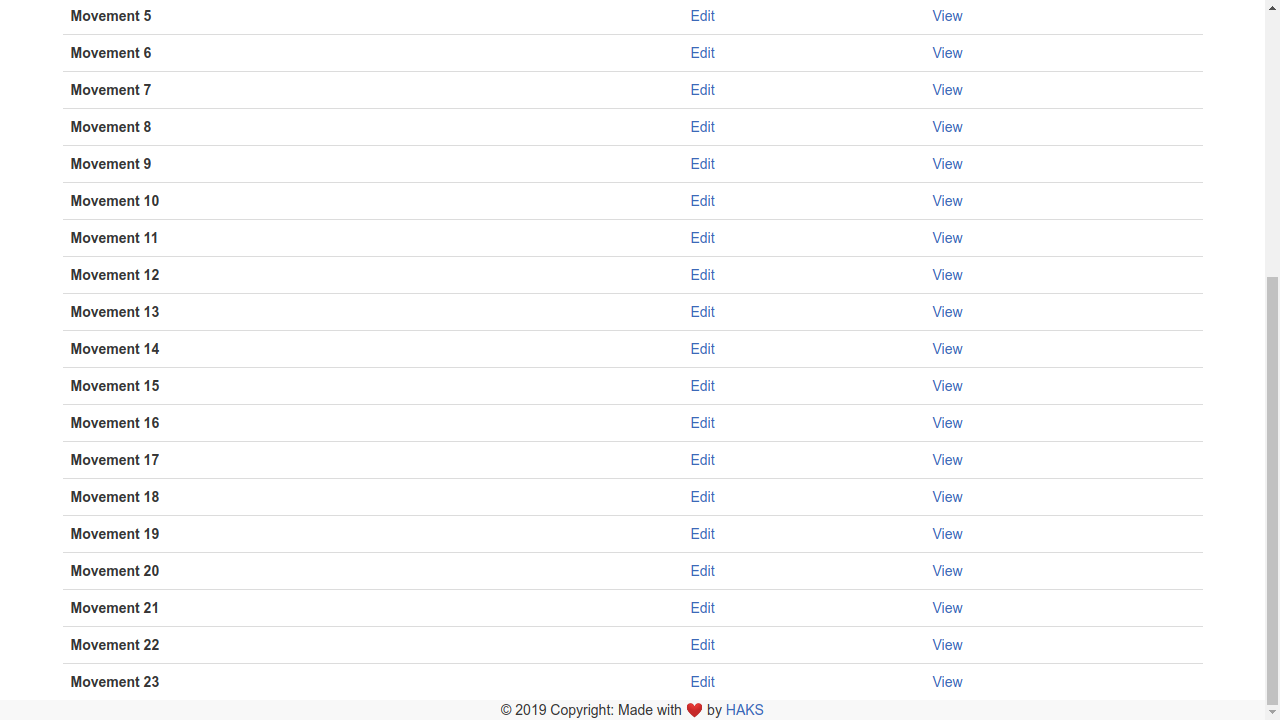 Movement 5 Edit View
Movement 6 Edit View
Movement 7 Edit View
Movement 8 Edit View
Movement 9 Edit View
Movement 10 Edit View
Movement 11 Edit View
Movement 12 Edit View
Movement 13 Edit View
Movement 14 Edit View
Movement 15 Edit View
Movement 16 Edit View
Movement 17 Edit View
Movement 18 Edit View
Movement 19 Edit View
Movement 20 Edit View
Movement 21 Edit View
Movement 22 Edit View
Movement 23 Edit View
© 2019 Copyright: Made with ❤️ by HAKS